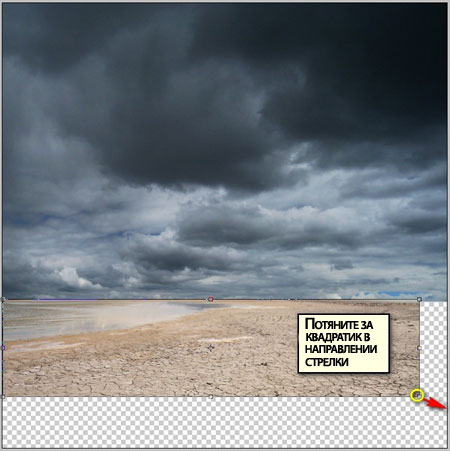 Потяните за
квадратик в
направлении
стрелки